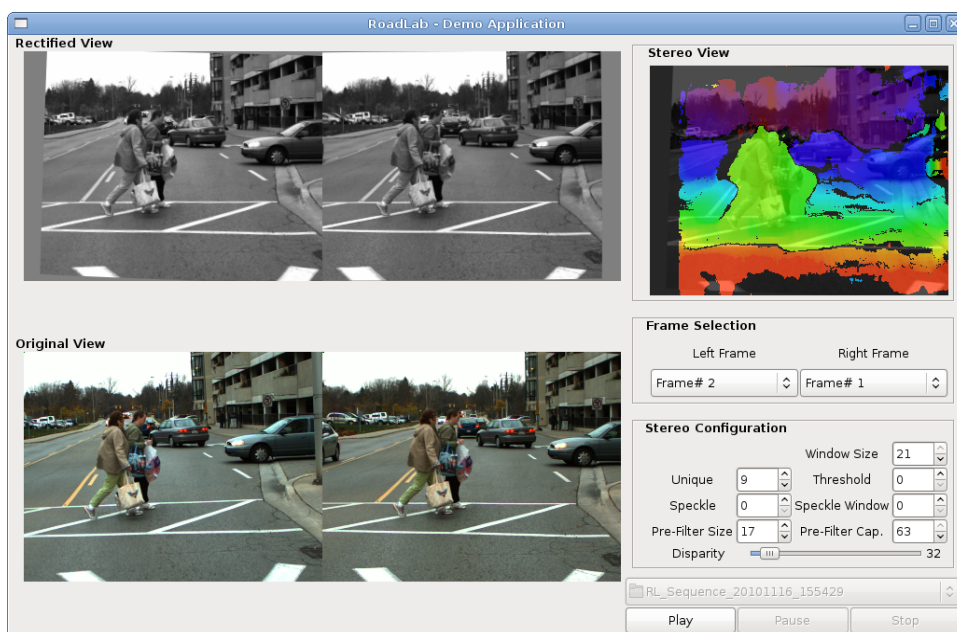 RoadLab - Demo Application
Rectified View
Original View
Stereo View
Frame Selection
Left Frame Right Frame
Frame# 2 Frame# 1
Stereo Configuration
Window Size 21
Unique 9 Threshold 0
Speckle 0 Speckle Window 0
Pre-Filter Size 17 Pre-Filter Cap. 63
Disparity 32
RL_Sequence_20101116_155429
Play Pause Stop